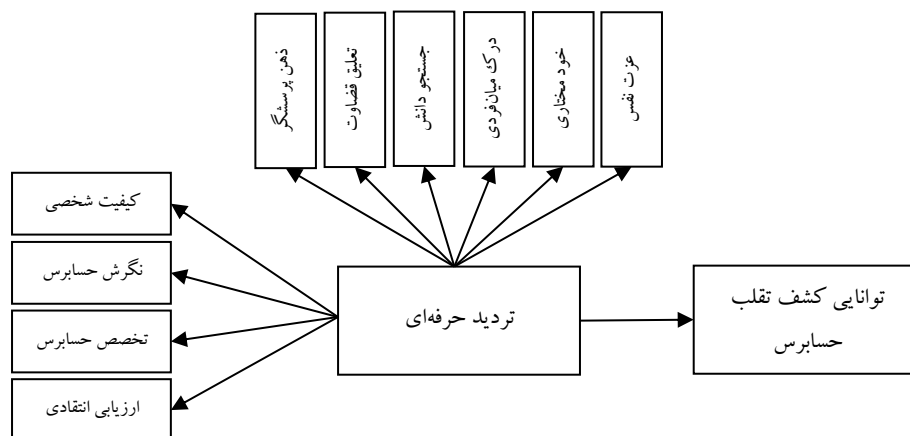 عزت نفس
خود مختاری
درک میان‌فردی
جستجو دانش
تعلیق قضاوت
ذهن پرسشگر
کیفیت شخصی
نگرش حسابرس
تخصص حسابرس
ارزیابی انتقادی
تردید حرفه‌ای
توانایی کشف تقلب
حسابرس